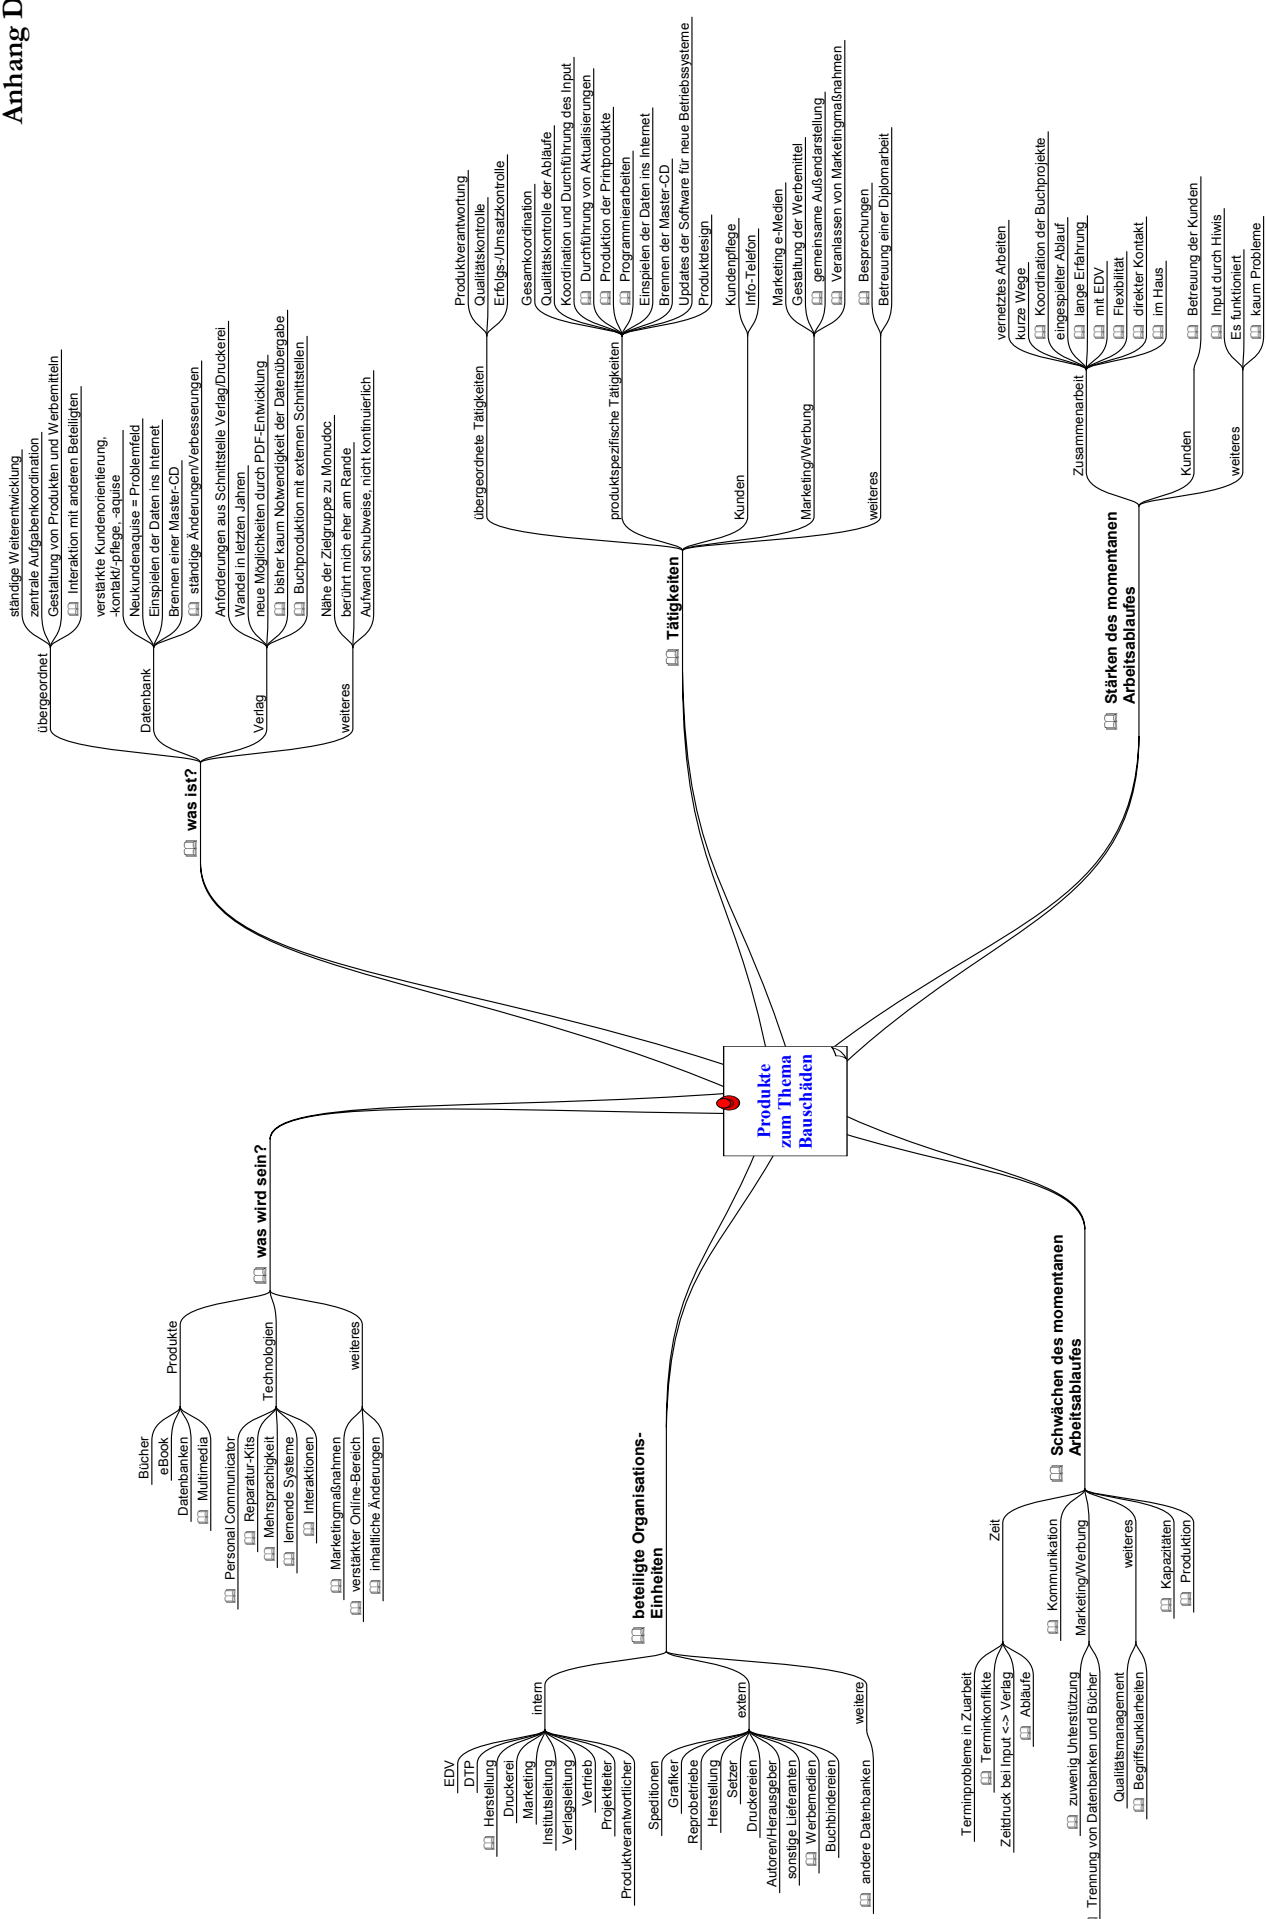 Anhang D
Produkte
zum Thema
Bauschäden
was ist?
übergeordnet
ständige Weiterentwicklung
zentrale Aufgabenkoordination
Gestaltung von Produkten und Werbemitteln
Interaktion mit anderen Beteiligten
Datenbank
verstärkte Kundenorientierung,
-kontakt/-pflege, -aquise
Neukundenaquise = Problemfeld
Einspielen der Daten ins Internet
Brennen einer Master-CD
ständige Änderungen/Verbesserungen
Verlag
Anforderungen aus Schnittstelle Verlag/Druckerei
Wandel in letzten Jahren
neue Möglichkeiten durch PDF-Entwicklung
bisher kaum Notwendigkeit der Datenübergabe
Buchproduktion mit externen Schnittstellen
weiteres
Nähe der Zielgruppe zu Monudoc
berührt mich eher am Rande
Aufwand schubweise, nicht kontinuierlich
Tätigkeiten
übergeordnete Tätigkeiten
Produktverantwortung
Qualitätskontrolle
Erfolgs-/Umsatzkontrolle
produktspezifische Tätigkeiten
Gesamkoordination
Qualitätskontrolle der Abläufe
Koordination und Durchführung des Input
Durchführung von Aktualisierungen
Produktion der Printprodukte
Programmierarbeiten
Einspielen der Daten ins Internet
Brennen der Master-CD
Updates der Software für neue Betriebssysteme
Produktdesign
Kunden
Kundenpflege
Info-Telefon
Marketing/Werbung
Marketing e-Medien
Gestaltung der Werbemittel
gemeinsame Außendarstellung
Veranlassen von Marketingmaßnahmen
weiteres
Besprechungen
Betreuung einer Diplomarbeit
Stärken des momentanen
Arbeitsablaufes
Zusammenarbeit
vernetztes Arbeiten
kurze Wege
Koordination der Buchprojekte
eingespielter Ablauf
lange Erfahrung
mit EDV
Flexibilität
direkter Kontakt
im Haus
Kunden
Betreuung der Kunden
weiteres
Input durch Hiwis
Es funktioniert
kaum Probleme
was wird sein?
Produkte
Bücher
eBook
Datenbanken
Multimedia
Technologien
Personal Communicator
Reparatur-Kits
Mehrsprachigkeit
lernende Systeme
Interaktionen
weiteres
Marketingmaßnahmen
verstärkter Online-Bereich
inhaltliche Änderungen
beteiligte Organisations-
Einheiten
intern
EDV
DTP
Herstellung
Druckerei
Marketing
Institutsleitung
Verlagsleitung
Vertrieb
Projektleiter
Produktverantwortlicher
extern
Speditionen
Grafiker
Reprobetriebe
Herstellung
Setzer
Druckereien
Autoren/Herausgeber
sonstige Lieferanten
Werbemedien
Buchbindereien
weitere
andere Datenbanken
Schwächen des momentanen
Arbeitsablaufes
Zeit
Terminprobleme in Zuarbeit
Terminkonflikte
Zeitdruck bei Input <-> Verlag
Abläufe
Kommunikation
Marketing/Werbung
zuwenig Unterstützung
Trennung von Datenbanken und Bücher
weiteres
Qualitätsmanagement
Begriffsunklarheiten
Kapazitäten
Produktion